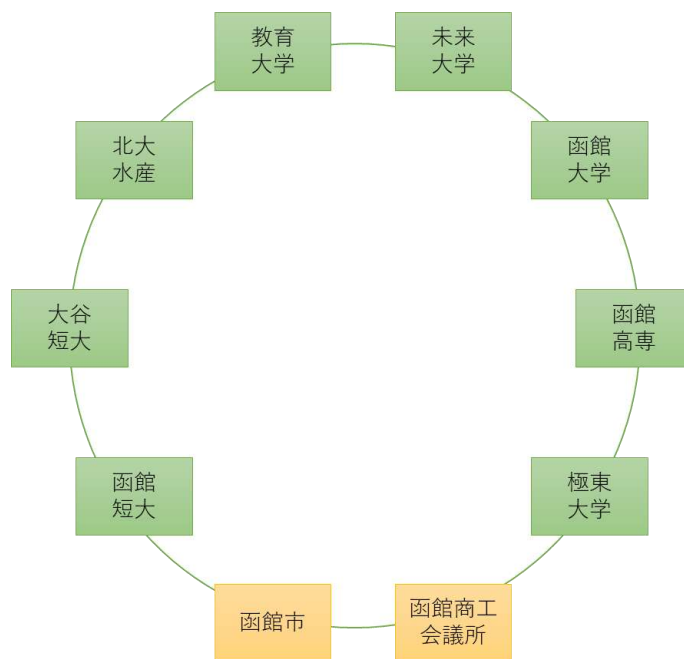 教育
大学
未来
大学
函館
大学
函館
高専
極東
大学
函館商工
会議所
函館市
函館
短大
大谷
短大
北大
水産